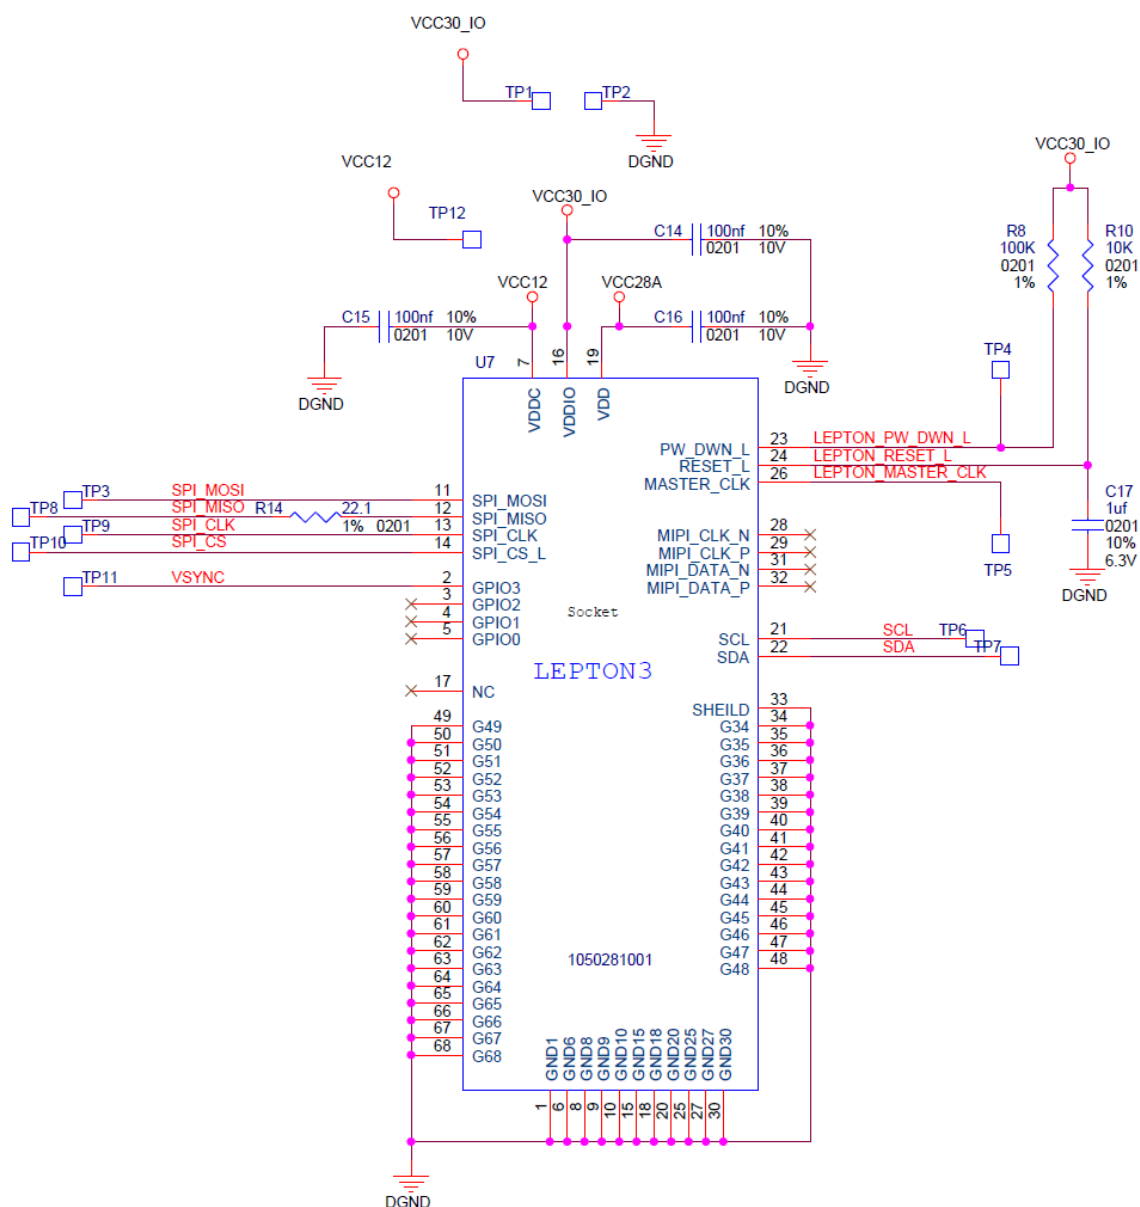 VCC30_IO
TP1
TP2
DGND
VCC12
TP12
VCC30_IO
VCC30_IO
C14 100nf 10%
0201 10V
R8
100K
0201
1%
R10
10K
0201
1%
VCC12
VCC28A
C15 100nf 10%
0201 10V
C16 100nf 10%
0201 10V
DGND
DGND
U7
7
16
19
VDDC
VDDIO
VDD
TP4
PW_DWN_L 23 LEPTON_PW_DWN_L
RESET_L 24 LEPTON_RESET_L
MASTER_CLK 26 LEPTON_MASTER_CLK
C17
1uf
0201
10%
6.3V
DGND
TP5
TP3 SPI_MOSI 11 SPI_MOSI
TP8 SPI_MISO R14 22.1 12 SPI_MISO
1% 0201
TP9 SPI_CLK 13 SPI_CLK
TP10 SPI_CS 14 SPI_CS_L
MIPI_CLK_N 28
MIPI_CLK_P 29
MIPI_DATA_N 31
MIPI_DATA_P 32
TP11 VSYNC 2 GPIO3
3 GPIO2
4 GPIO1
5 GPIO0
Socket
LEPTON3
SCL 21 SCL TP6
SDA 22 SDA TP7
17 NC
SHEILD 33
49 G49
G34 34
50 G50
G35 35
51 G51
G36 36
52 G52
G37 37
53 G53
G38 38
54 G54
G39 39
55 G55
G40 40
56 G56
G41 41
57 G57
G42 42
58 G58
G43 43
59 G59
G44 44
60 G60
G45 45
61 G61
G46 46
62 G62
G47 47
63 G63
G48 48
64 G64
65 G65
66 G66
67 G67
68 G68
1050281001
GND1
GND6
GND8
GND9
GND10
GND15
GND18
GND20
GND25
GND27
GND30
1
6
8
9
10
15
18
20
25
27
30
DGND